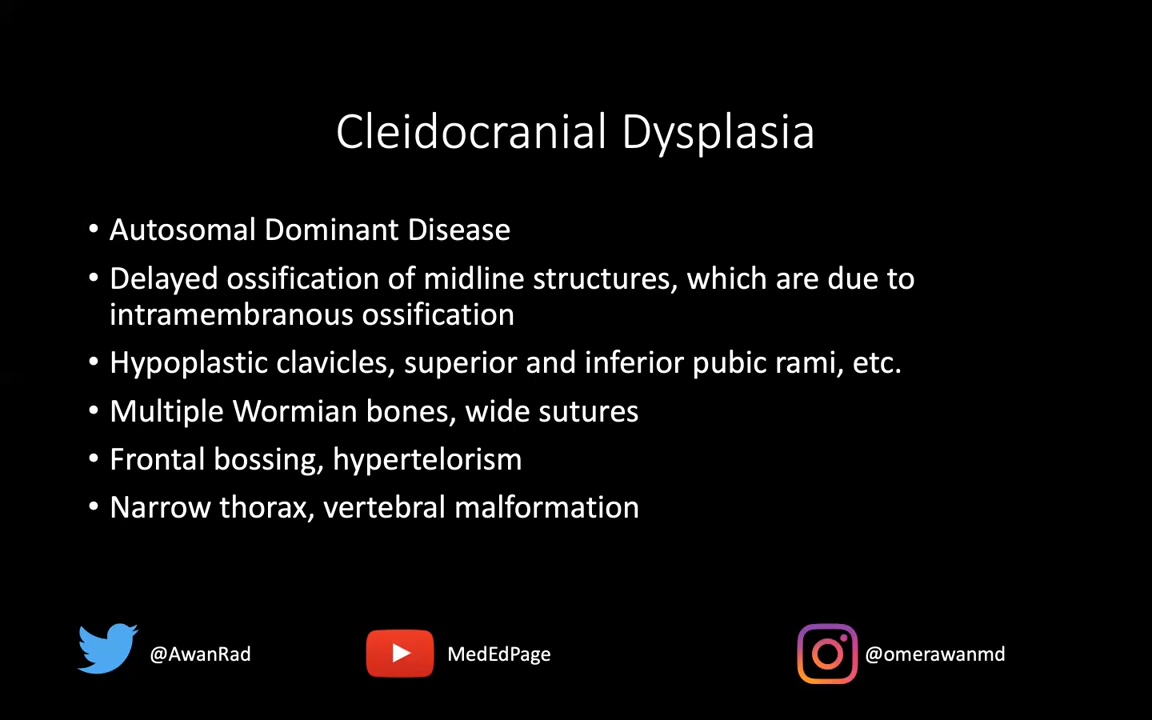 Cleidocranial Dysplasia
• Autosomal Dominant Disease
• Delayed ossification of midline structures, which are due to
intramembranous ossification
• Hypoplastic clavicles, superior and inferior pubic rami, etc.
• Multiple Wormian bones, wide sutures
• Frontal bossing, hypertelorism
• Narrow thorax, vertebral malformation
@AwanRad
MedEdPage
@omerawanmd